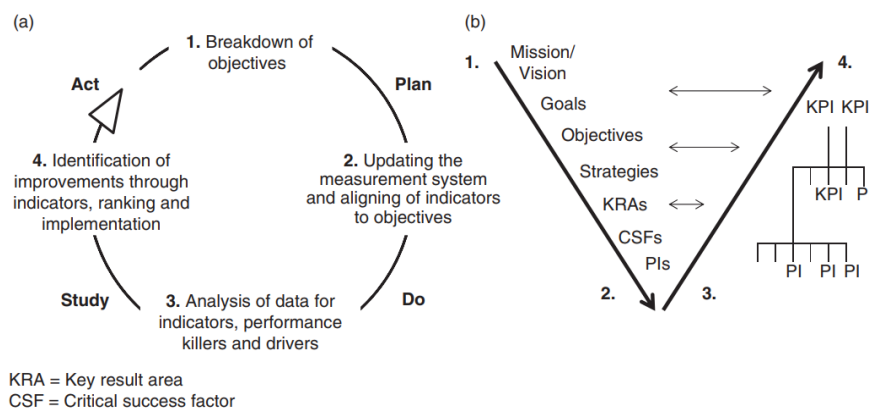 (a)
1. Breakdown of
objectives
Act
Plan
4. Identification of
improvements through
indicators, ranking and
implementation
2. Updating the
measurement system
and aligning of indicators
to objectives
Study
3. Analysis of data for
indicators, performance
killers and drivers
Do
KRA = Key result area
CSF = Critical success factor
(b)
1.
Mission/
Vision
Goals
Objectives
Strategies
KRAs
CSFs
PIs
2.
3.
4.
KPI KPI
KPI P
PI PI PI